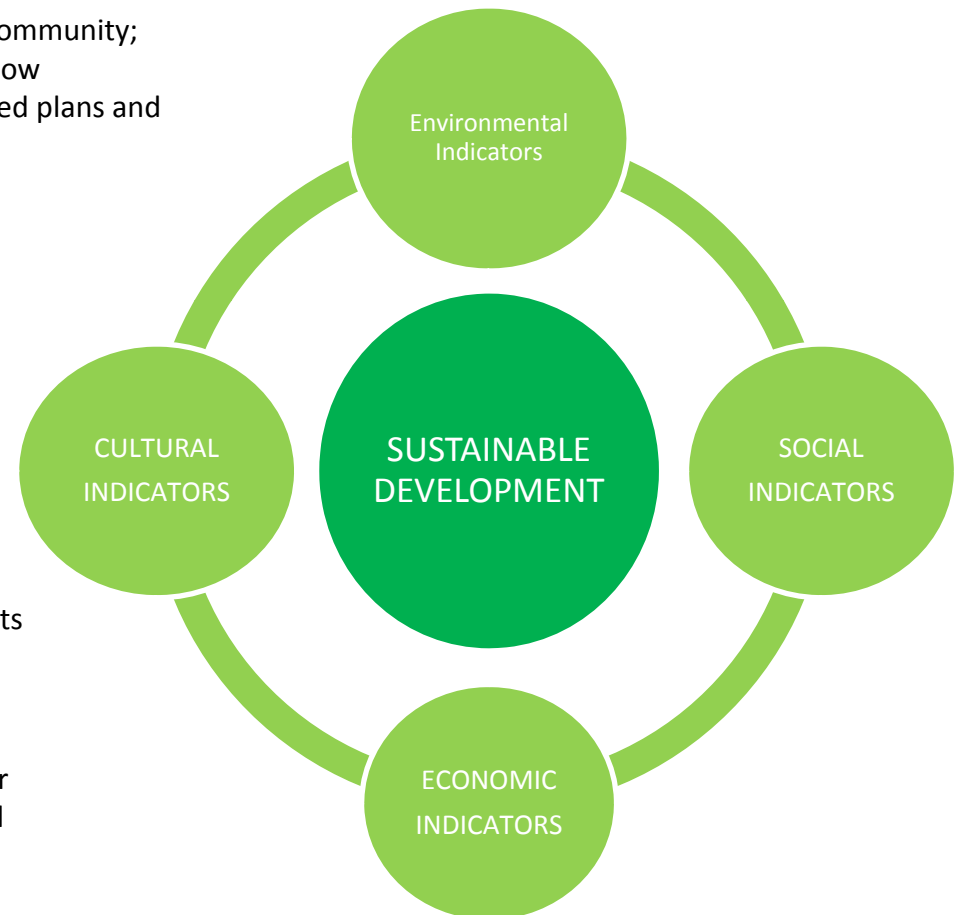 ommunity;
ow
ed plans and
Environmental
Indicators
CULTURAL
INDICATORS
SUSTAINABLE
DEVELOPMENT
SOCIAL
INDICATORS
ts
r
ECONOMIC
INDICATORS